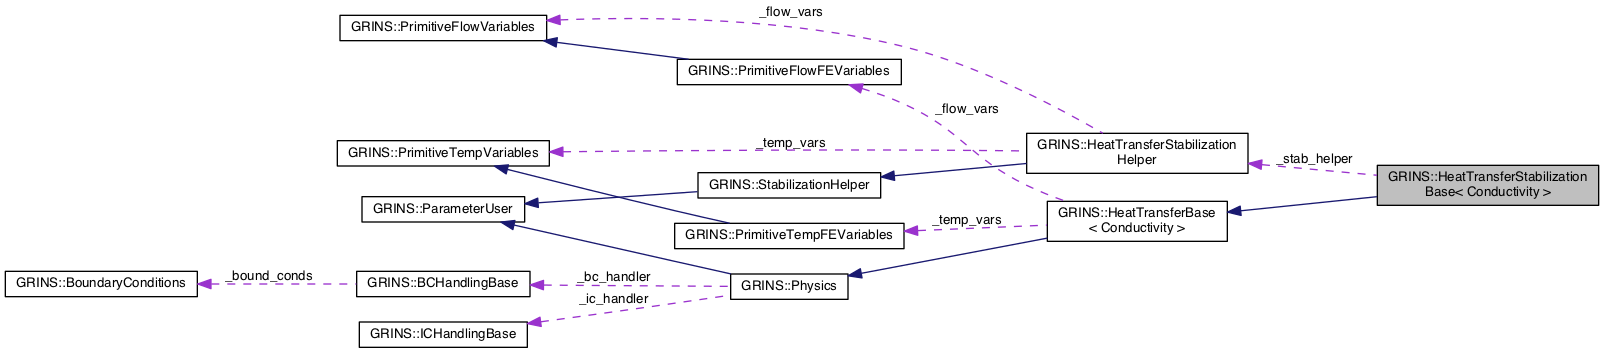 _flow_vars
GRINS::PrimitiveFlowVariables
GRINS::PrimitiveFlowFEVariables
_flow_vars
_temp_vars
GRINS::PrimitiveTempVariables
GRINS::HeatTransferStabilization
Helper
_stab_helper
GRINS::StabilizationHelper
GRINS::HeatTransferStabilization
Base< Conductivity >
GRINS::ParameterUser
GRINS::HeatTransferBase
< Conductivity >
_temp_vars
GRINS::PrimitiveTempFEVariables
_bound_conds
_bc_handler
GRINS::BoundaryConditions
GRINS::BCHandlingBase
GRINS::Physics
_ic_handler
GRINS::ICHandlingBase